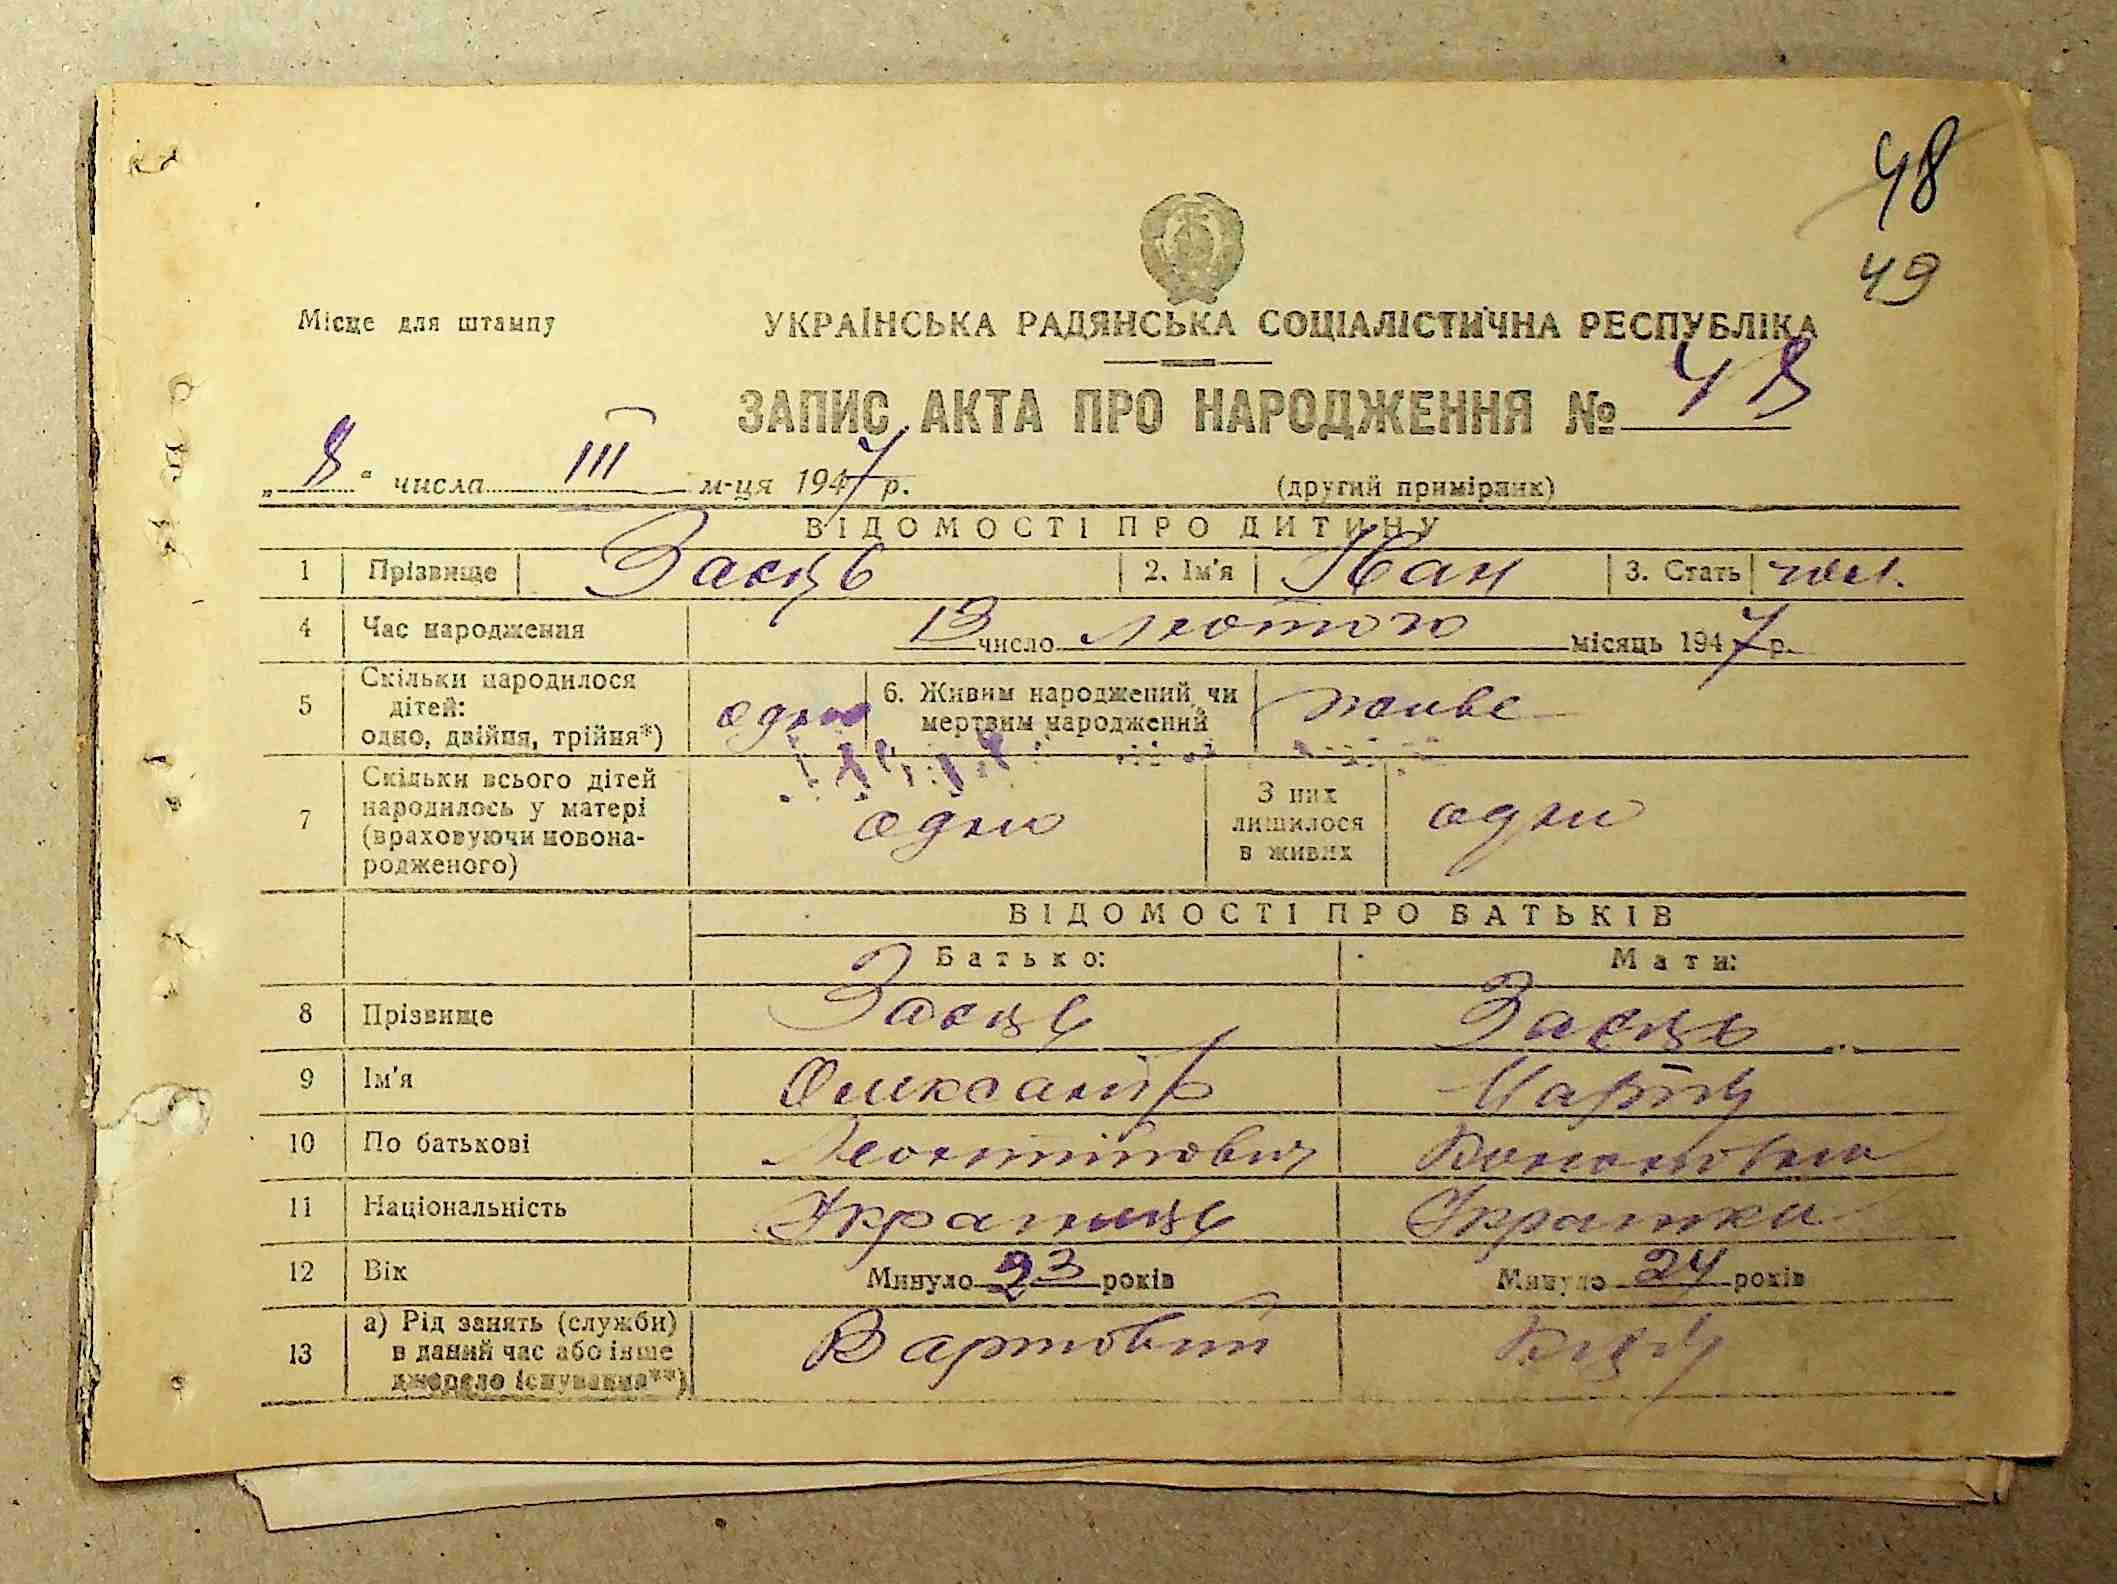 48
49
Місце для штампу
УКРАЇНСЬКА РАДЯНСЬКА СОЦІАЛІСТИЧНА РЕСПУБЛІКА
ЗАПИС АКТА ПРО НАРОДЖЕННЯ № 48
„8“ числа III м-ця 1947 р. (другий примірник)
ВІДОМОСТІ ПРО ДИТИНУ
1 Прізвище Заєць 2. Ім'я Іван 3. Стать чол.
4 Час народження 13 число лютого місяць 1947 р.
5 Скільки народилося дітей: одно, двійня, трійня*) одно 6. Живим народжений чи мертвим народжений живе
7 Скільки всього дітей народилось у матері (враховуючи новонародженого) одно З них лишилося в живих одно
ВІДОМОСТІ ПРО БАТЬКІВ
Батько: Мати:
8 Прізвище Заєць Заєць
9 Ім'я Олександр Марія
10 По батькові Леонтійович
11 Національність Українець Українка
12 Вік Минуло 23 років Минуло 24 років
13 а) Рід занять (служби) в даний час або інше джерело існування**) Вартовий